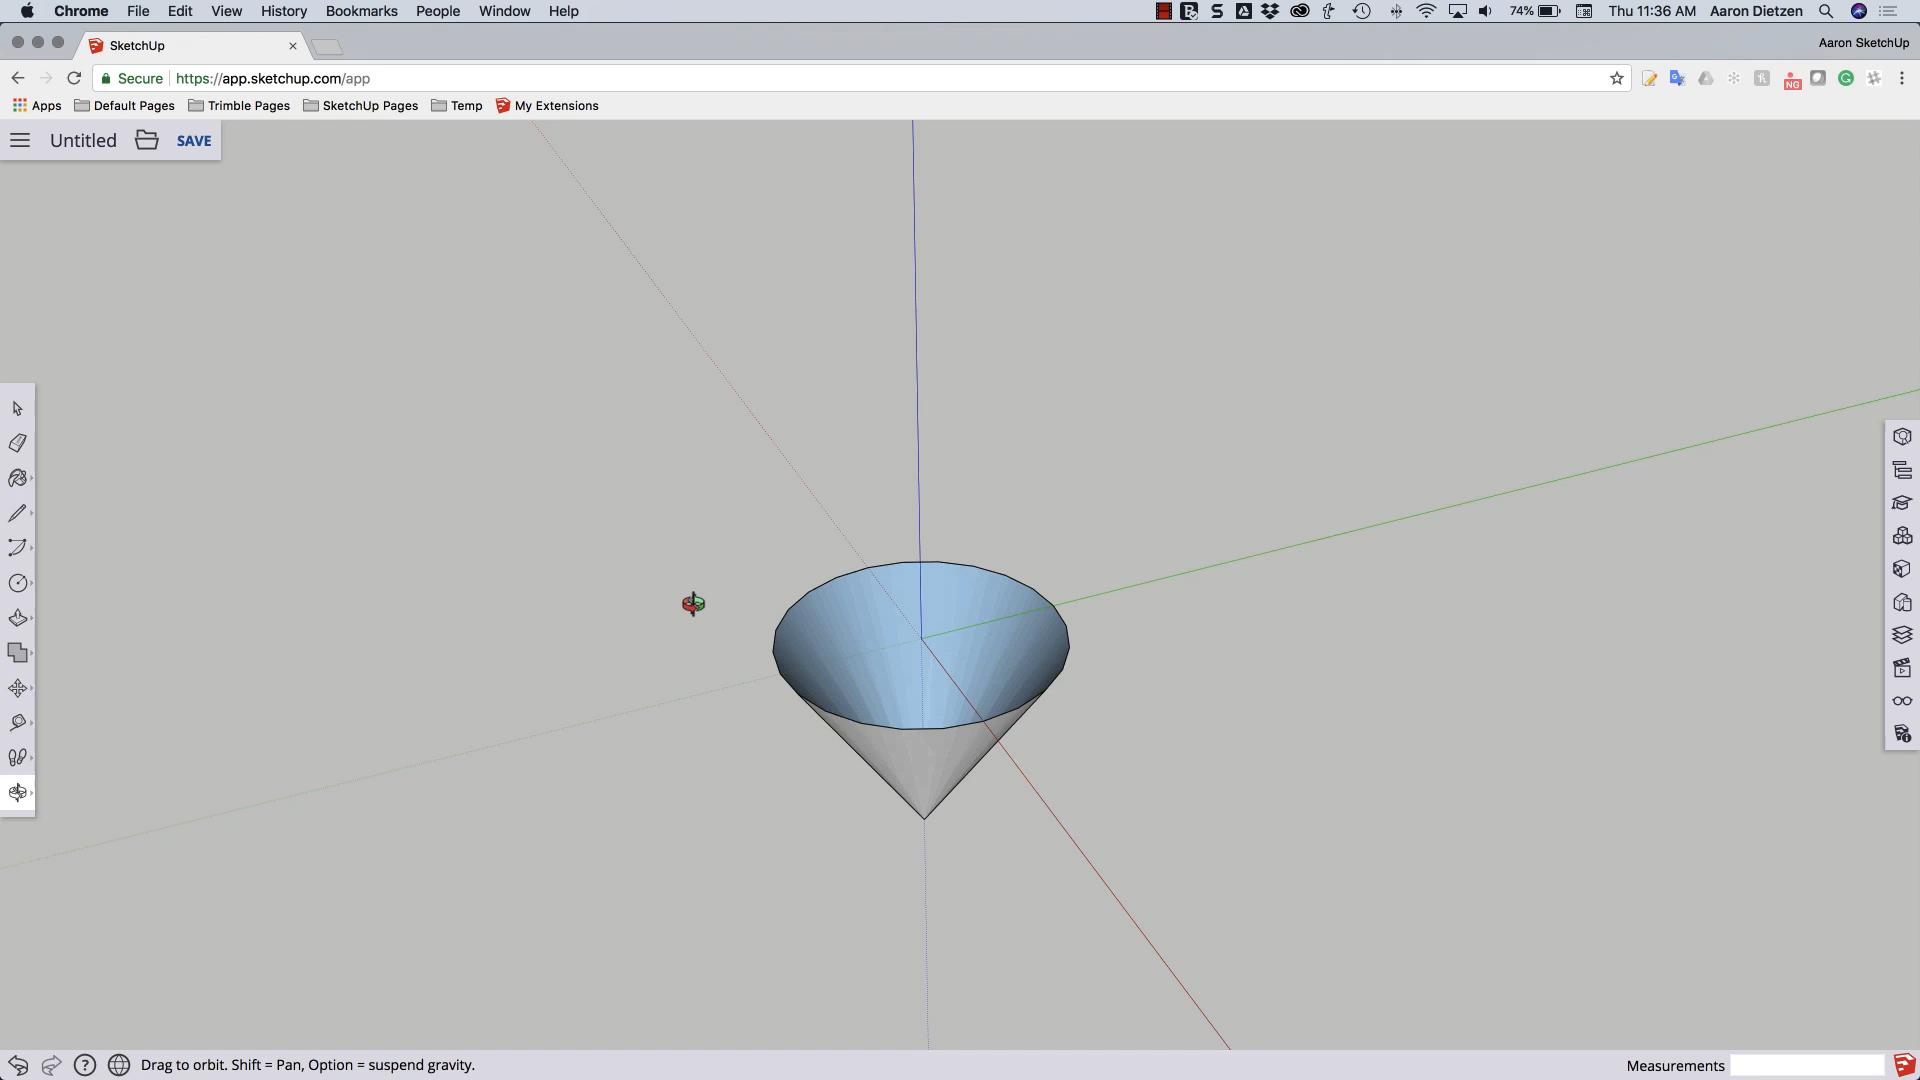 Chrome File Edit View History Bookmarks People Window Help 74% Thu 11:36 AM Aaron Dietzen
SketchUp Aaron SketchUp
Secure https://app.sketchup.com/app NG
Apps Default Pages Trimble Pages SketchUp Pages Temp My Extensions
Untitled SAVE
Drag to orbit. Shift = Pan, Option = suspend gravity. Measurements